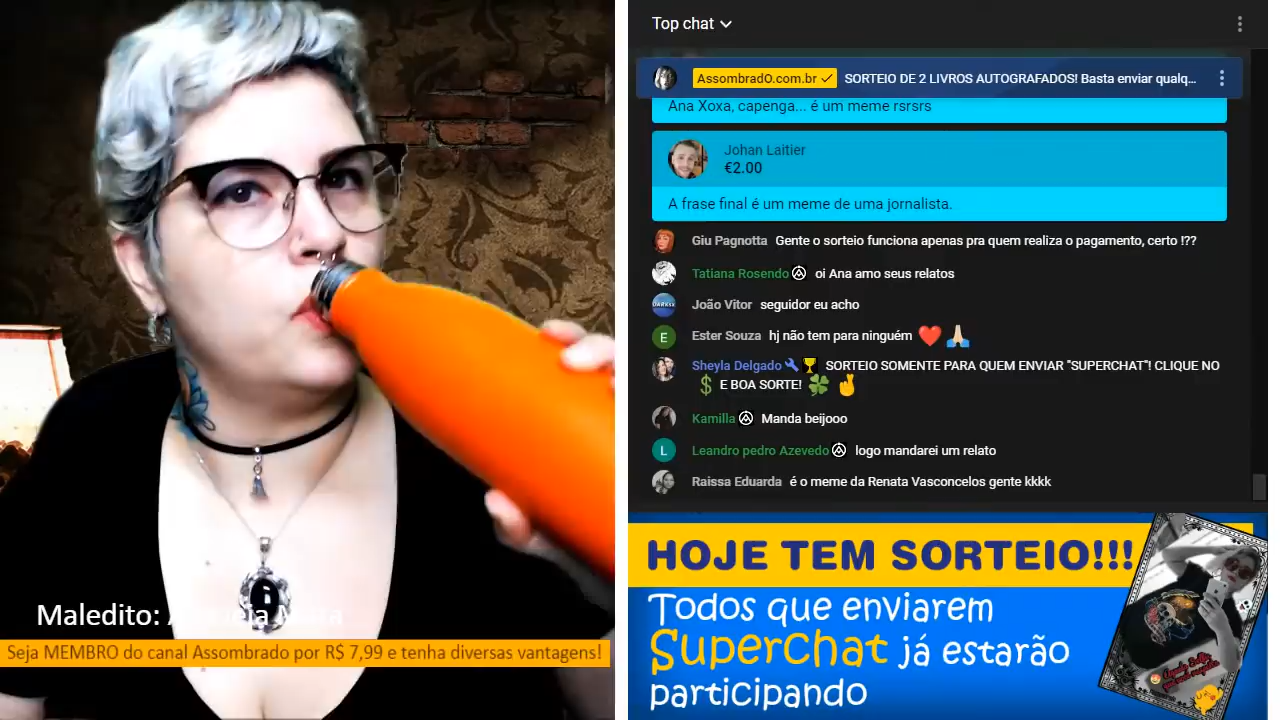 Maledito:
Seja MEMBRO do canal Assombrado por R$ 7,99 e tenha diversas vantagens!
Top chat
AssombradO.com.br SORTEIO DE 2 LIVROS AUTOGRAFADOS! Basta enviar qualq...
Ana Xoxa, capenga... é um meme rsrsrs
Johan Laitier
€2.00
A frase final é um meme de uma jornalista.
Giu Pagnotta Gente o sorteio funciona apenas pra quem realiza o pagamento, certo !??
Tatiana Rosendo oi Ana amo seus relatos
DARKSS
João Vitor seguidor eu acho
E
Ester Souza hj não tem para ninguém ❤️ 🙏🏻
Sheyla Delgado 🏆 SORTEIO SOMENTE PARA QUEM ENVIAR "SUPERCHAT"! CLIQUE NO
$ E BOA SORTE! 🍀 🤞
Kamilla Manda beijooo
L
Leandro pedro Azevedo logo mandarei um relato
Raissa Eduarda é o meme da Renata Vasconcelos gente kkkk
HOJE TEM SORTEIO!!!
Todos que enviarem
Superchat já estarão
participando